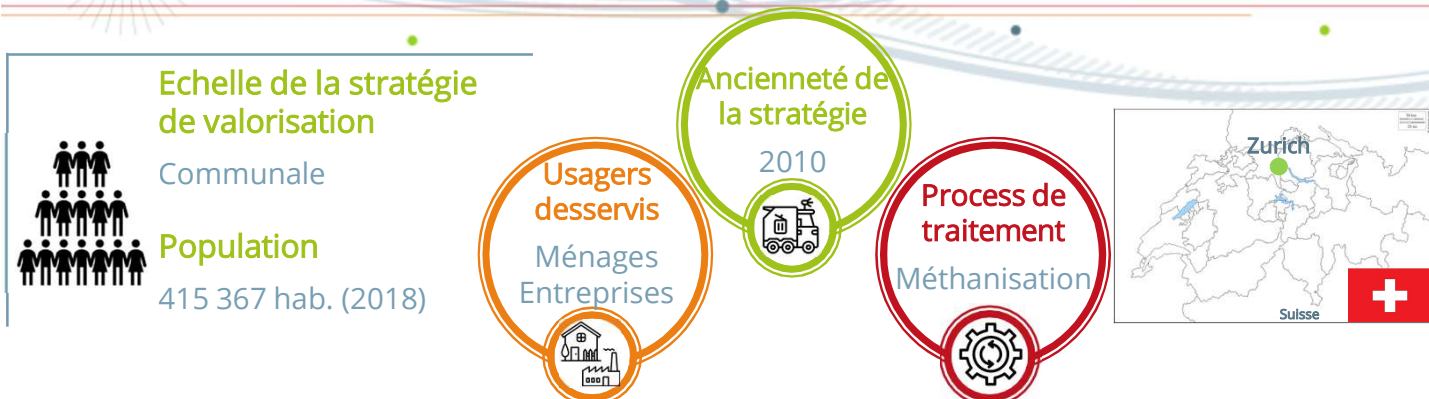 Echelle de la stratégie
de valorisation
Communale
Population
415 367 hab. (2018)
Usagers
desservis
Ménages
Entreprises
Ancienneté de
la stratégie
2010
Process de
traitement
Méthanisation
Zurich
Suisse